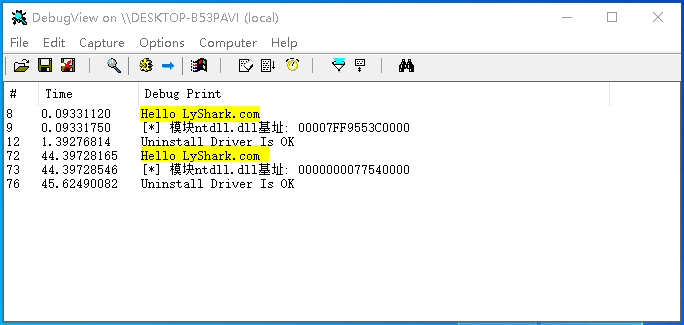 DebugView on \\DESKTOP-B53PAVI (local)
File Edit Capture Options Computer Help
# Time Debug Print
8 0.09331120 Hello LyShark.com
9 0.09331750 [*] 模块ntdll.dll基址: 00007FF9553C0000
12 1.39276814 Uninstall Driver Is OK
72 44.39728165 Hello LyShark.com
73 44.39728546 [*] 模块ntdll.dll基址: 0000000077540000
76 45.62490082 Uninstall Driver Is OK